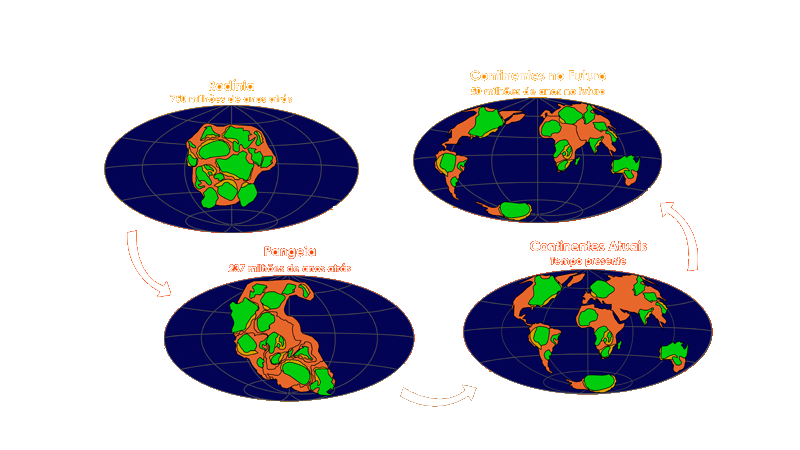 Rodínia
750 milhões de anos atrás
Continentes no Futuro
50 milhões de anos no futuro
Pangeia
237 milhões de anos atrás
Continentes Atuais
Tempo presente